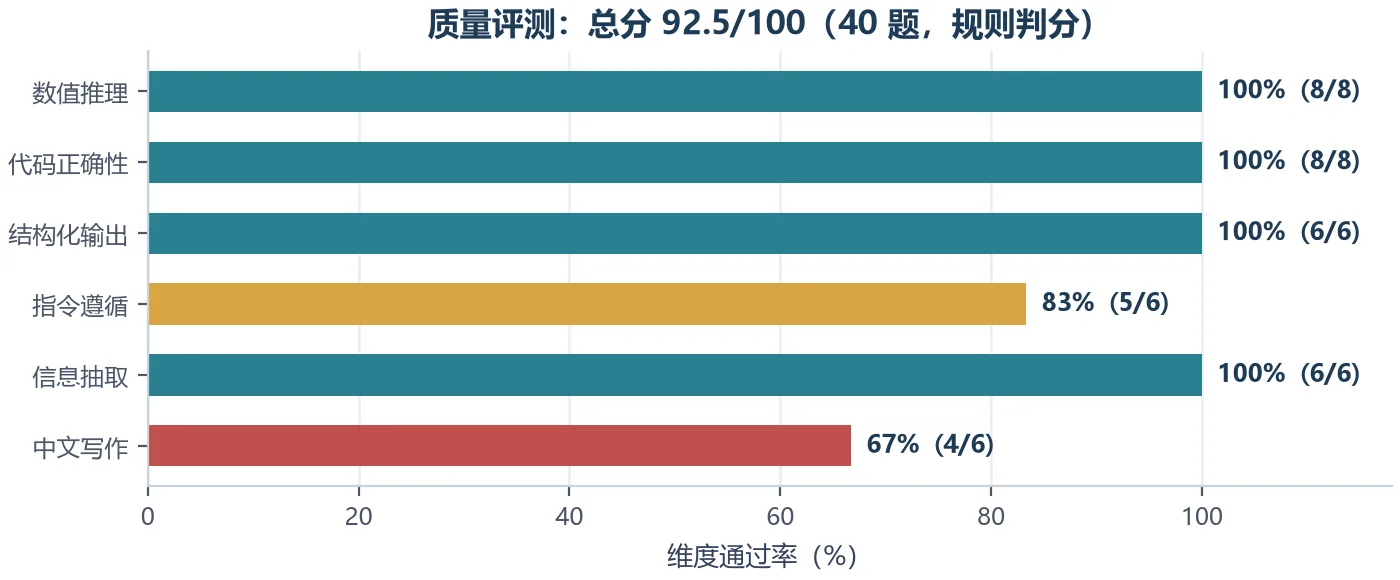 质量评测：总分 92.5/100（40 题，规则判分）
数值推理 100%（8/8）
代码正确性 100%（8/8）
结构化输出 100%（6/6）
指令遵循 83%（5/6）
信息抽取 100%（6/6）
中文写作 67%（4/6）
0 20 40 60 80 100
维度通过率（%）